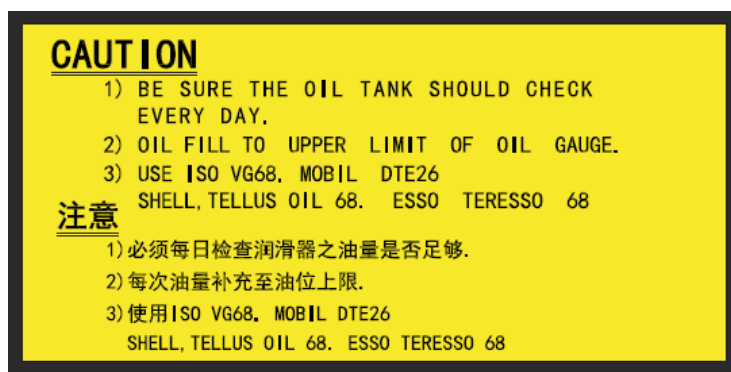 CAUTION
1) BE SURE THE OIL TANK SHOULD CHECK
EVERY DAY.
2) OIL FILL TO UPPER LIMIT OF OIL GAUGE.
3) USE ISO VG68. MOBIL DTE26
SHELL,TELLUS OIL 68. ESSO TERESSO 68
注意
1)必须每日检查润滑器之油量是否足够.
2)每次油量补充至油位上限.
3)使用ISO VG68. MOBIL DTE26
SHELL,TELLUS OIL 68. ESSO TERESSO 68